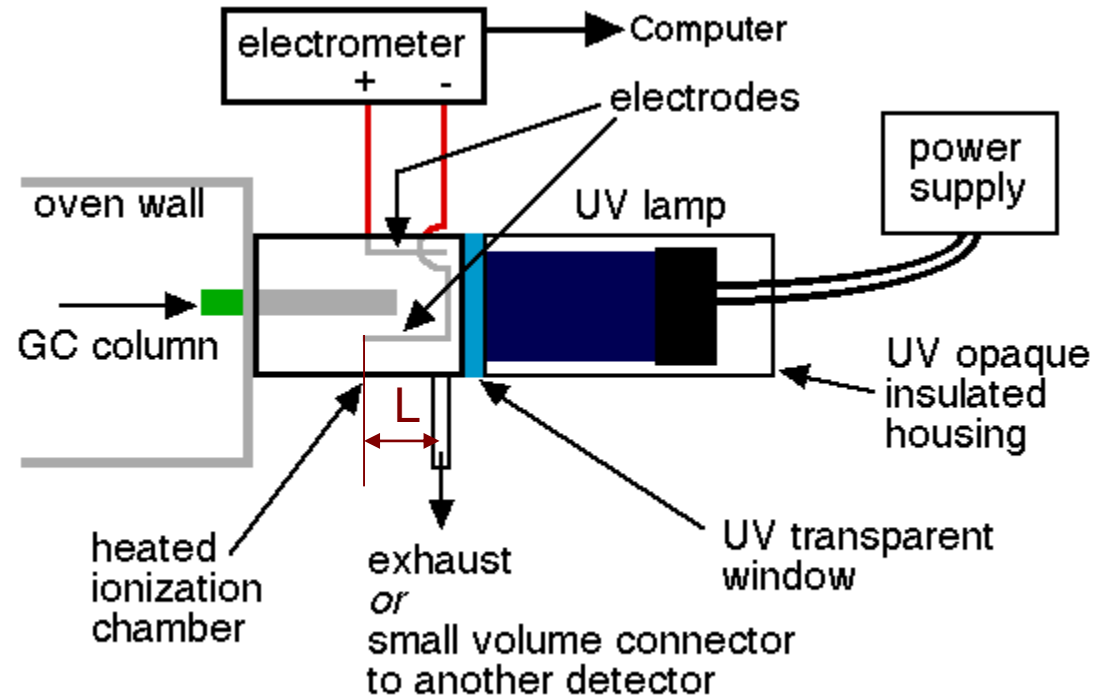 electrometer
+ -
Computer
electrodes
power
supply
oven wall
UV lamp
GC column
UV opaque
insulated
housing
L
heated
ionization
chamber
exhaust
or
small volume connector
to another detector
UV transparent
window